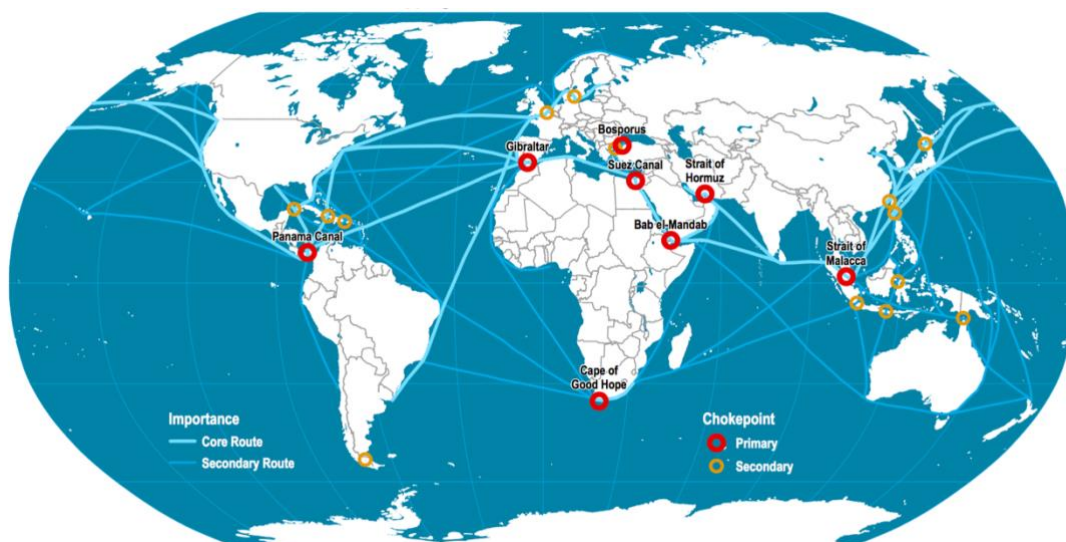 Bosporus
Gibraltar
Suez Canal
Strait of
Hormuz
Bab el-Mandab
Panama Canal
Strait of
Malacca
Cape of
Good Hope
Importance
Core Route
Secondary Route
Chokepoint
Primary
Secondary